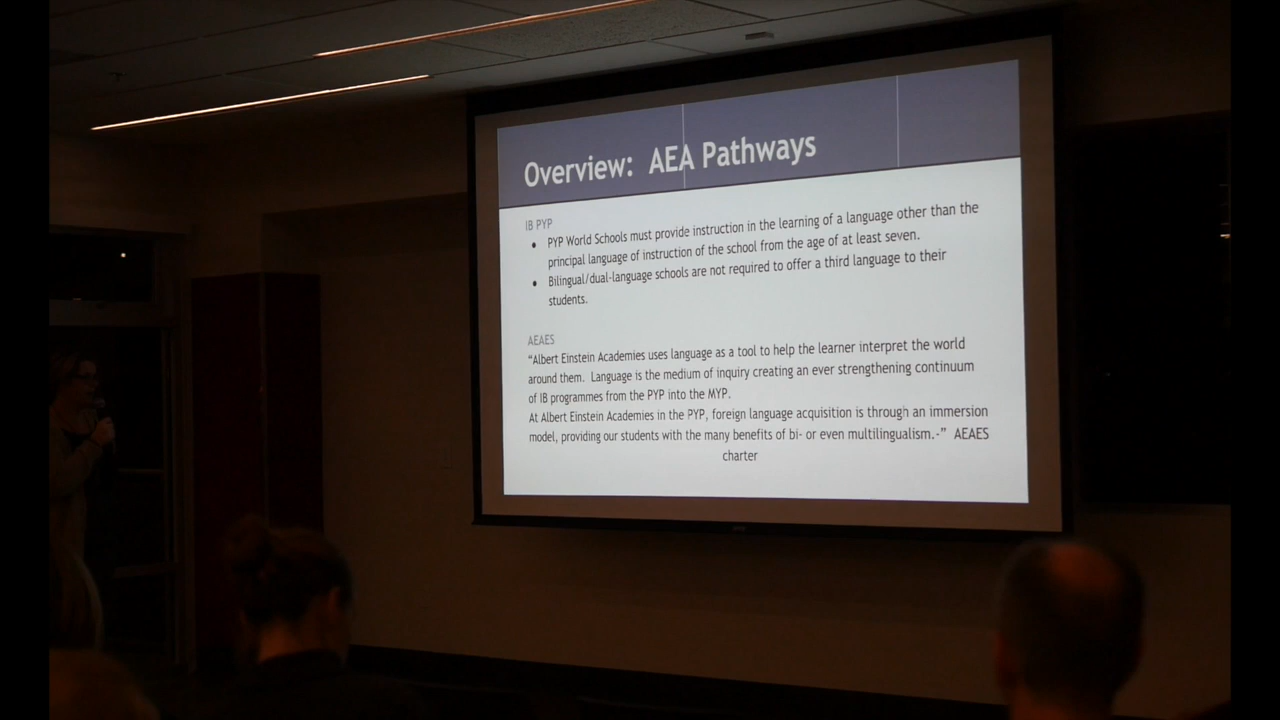 Overview: AEA Pathways
IB PYP
• PYP World Schools must provide instruction in the learning of a language other than the
principal language of instruction of the school from the age of at least seven.
• Bilingual/dual-language schools are not required to offer a third language to their
students.
AEAES
“Albert Einstein Academies uses language as a tool to help the learner interpret the world
around them. Language is the medium of inquiry creating an ever strengthening continuum
of IB programmes from the PYP into the MYP.
At Albert Einstein Academies in the PYP, foreign language acquisition is through an immersion
model, providing our students with the many benefits of bi- or even multilingualism.-” AEAES
charter